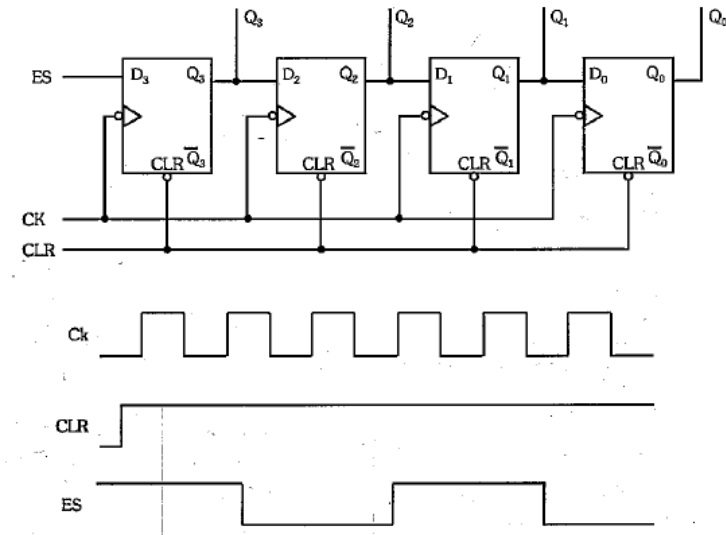 Q₃ Q₂ Q₁ Q₀
ES D₃ Q₃ D₂ Q₂ D₁ Q₁ D₀ Q₀
CLR Q̅₃ CLR Q̅₂ CLR Q̅₁ CLR Q̅₀
CK
CLR
Ck
CLR
ES